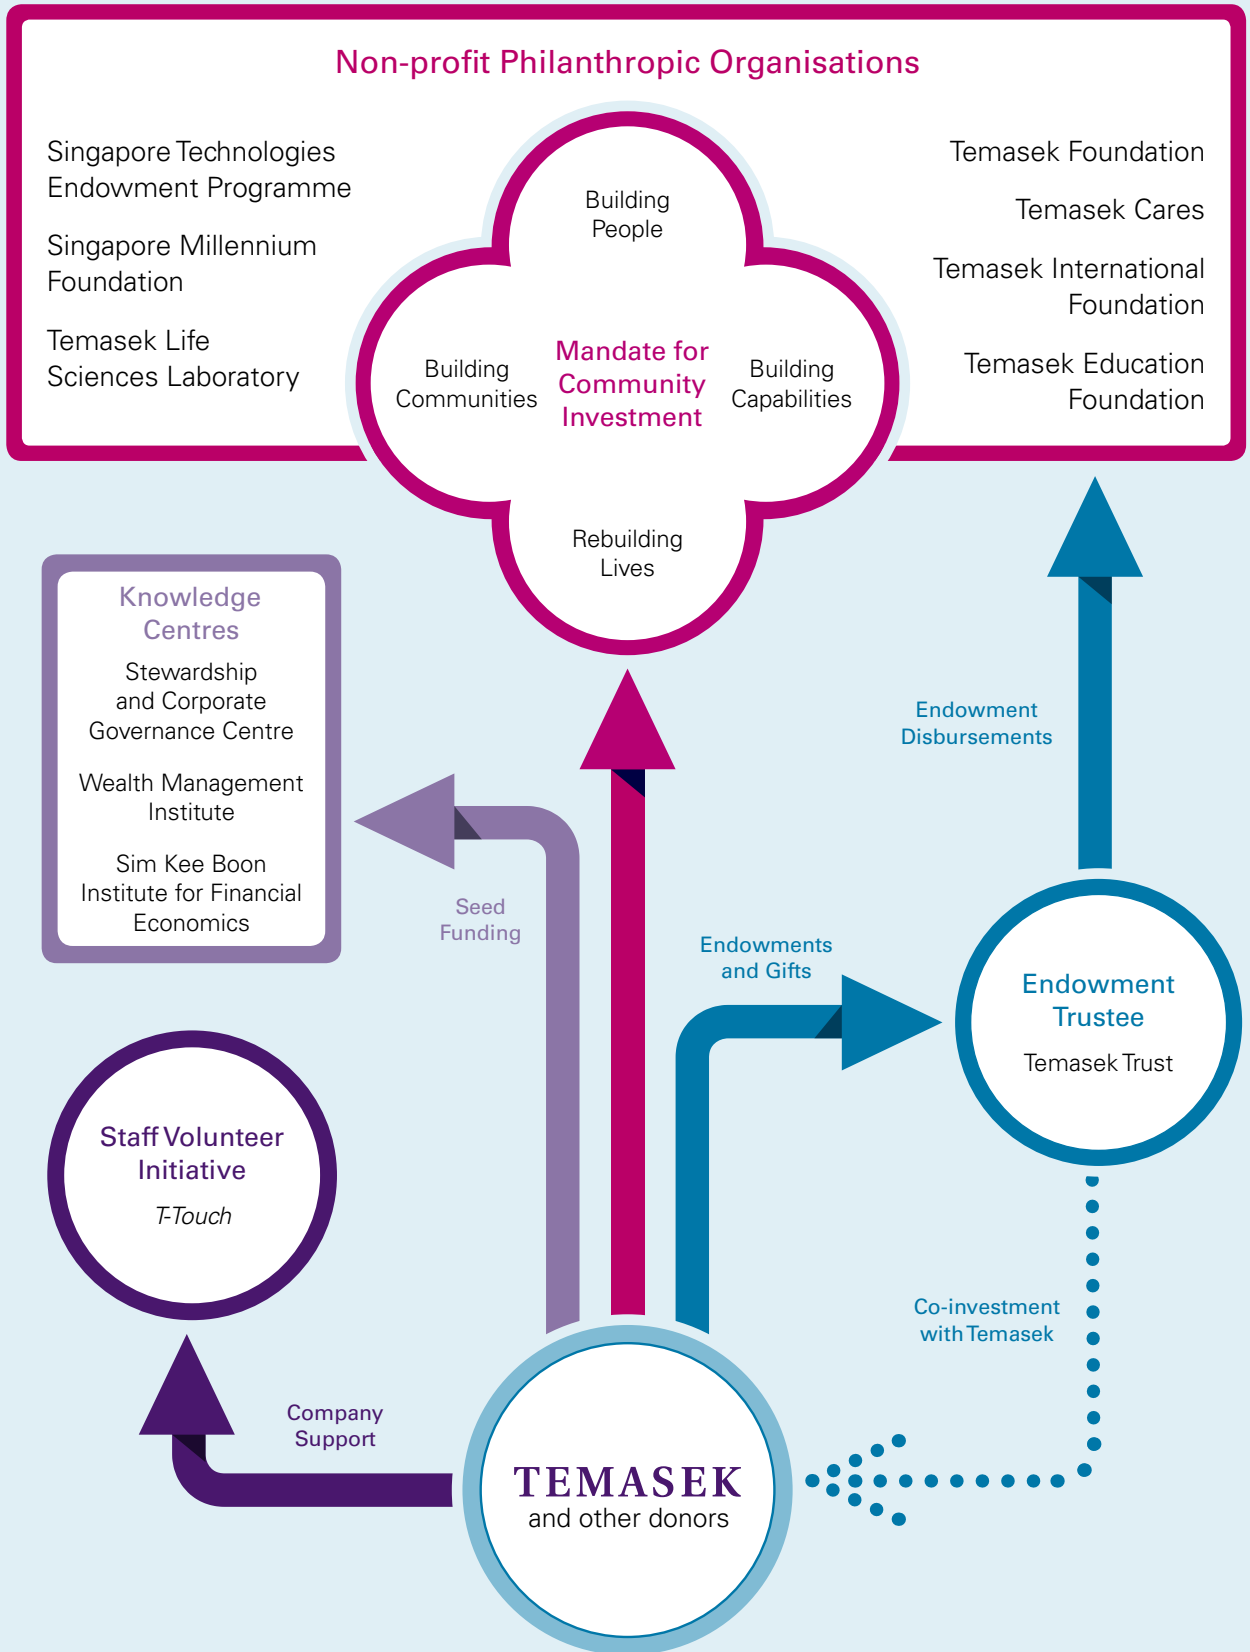 Non-profit Philanthropic Organisations
Singapore Technologies
Endowment Programme
Singapore Millennium
Foundation
Temasek Life
Sciences Laboratory
Building
People
Building
Communities
Mandate for
Community
Investment
Building
Capabilities
Rebuilding
Lives
Temasek Foundation
Temasek Cares
Temasek International
Foundation
Temasek Education
Foundation
Knowledge
Centres
Stewardship
and Corporate
Governance Centre
Wealth Management
Institute
Sim Kee Boon
Institute for Financial
Economics
Seed
Funding
Endowment
Disbursements
Endowments
and Gifts
Endowment
Trustee
Temasek Trust
Staff Volunteer
Initiative
T-Touch
Company
Support
Co-investment
with Temasek
TEMASEK
and other donors